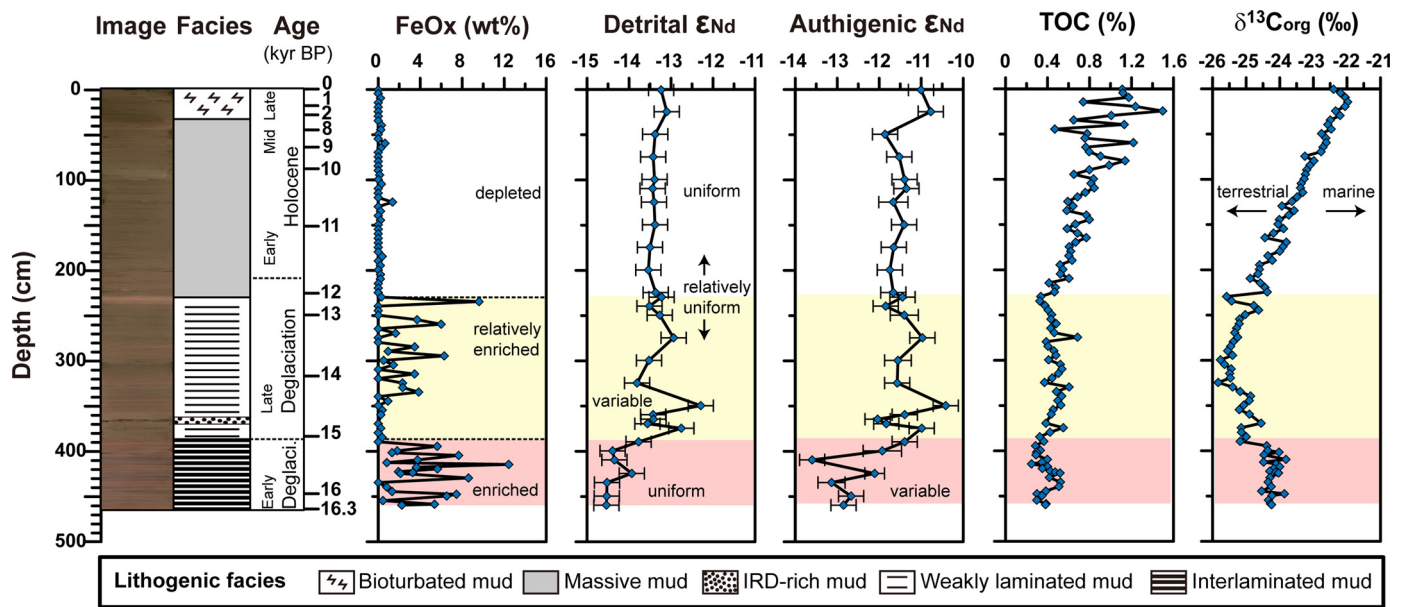 Image Facies Age (kyr BP) FeOx (wt%) Detrital εNd Authigenic εNd TOC (%) δ¹³Corg (‰)
0 4 8 12 16
-15 -14 -13 -12 -11
-14 -13 -12 -11 -10
0 0.4 0.8 1.2 1.6
-26 -25 -24 -23 -22 -21
Depth (cm)
0
100
200
300
400
500
Late
Mid
Early
Holocene
Late
Deglaciation
Early
Deglaci.
0
1
2
8
9
10
11
12
13
14
15
16
16.3
depleted
relatively
enriched
enriched
uniform
relatively
uniform
variable
uniform
variable
terrestrial marine
Lithogenic facies Bioturbated mud Massive mud IRD-rich mud Weakly laminated mud Interlaminated mud